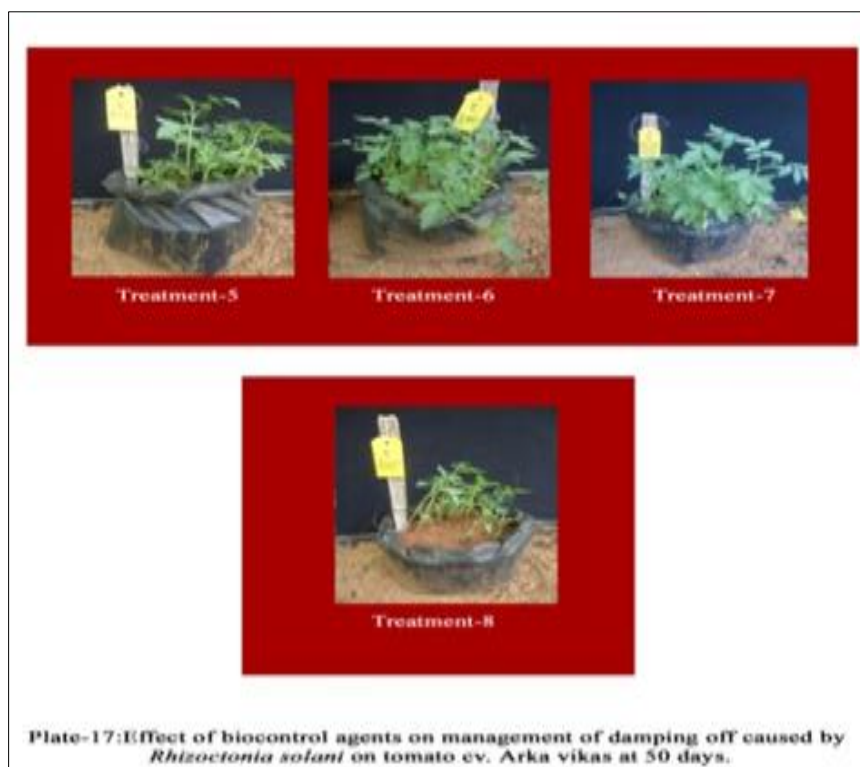 Treatment-5
Treatment-6
Treatment-7
Treatment-8
Plate-17:Effect of biocontrol agents on management of damping off caused by
Rhizoctonia solani on tomato cv. Arka vikas at 50 days.